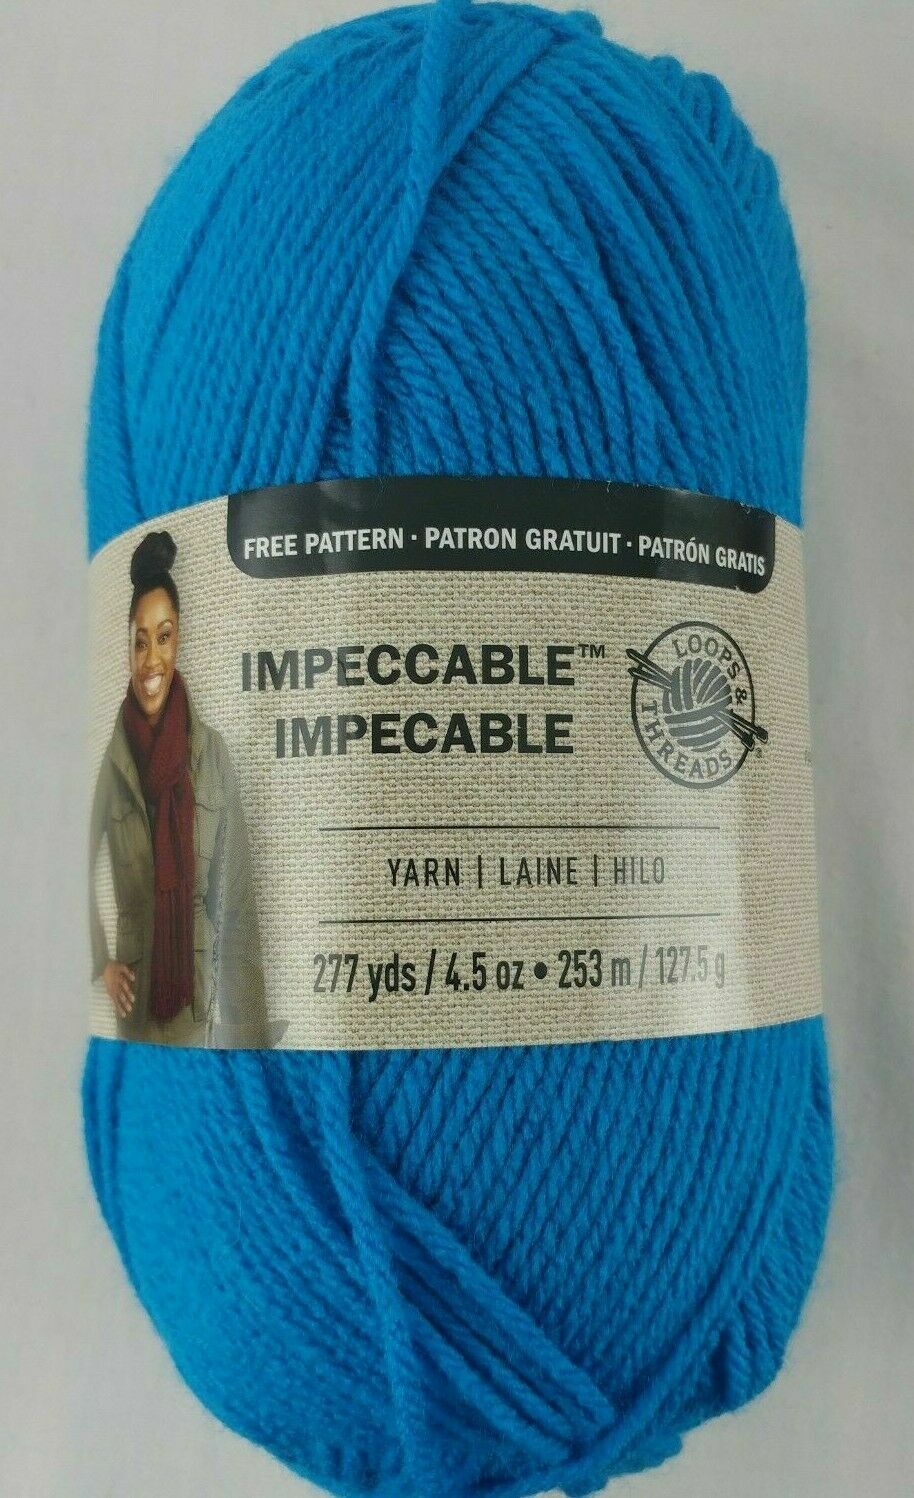 FREE PATTERN · PATRON GRATUIT · PATRÓN GRATIS
IMPECCABLE™
IMPECABLE
LOOPS &
THREADS®
YARN | LAINE | HILO
277 yds / 4.5 oz • 253 m / 127.5 g